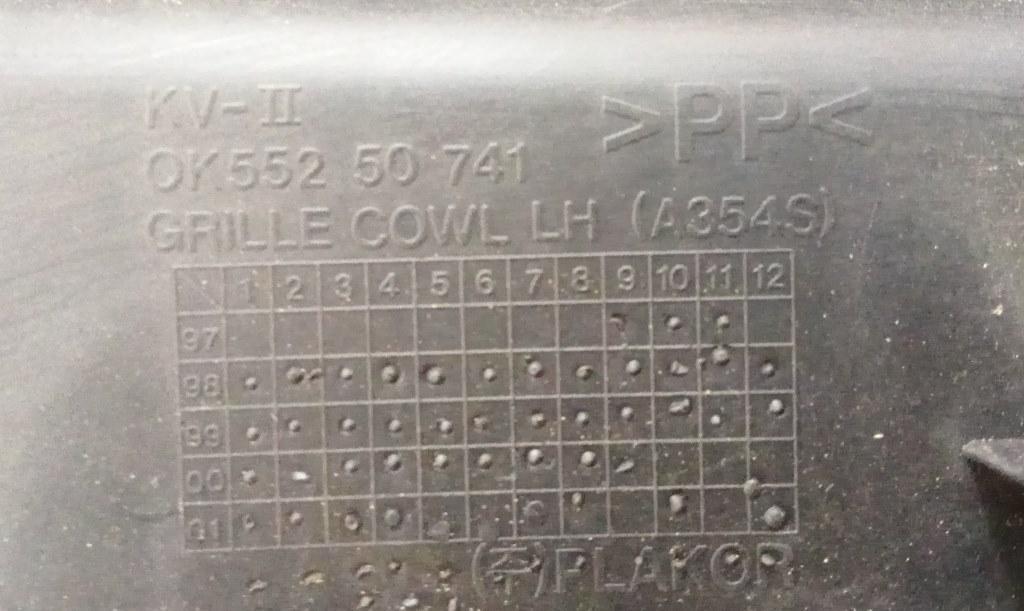 KV-II
>PP<
OK552 50 741
GRILLE COWL LH (A354S)
1 2 3 4 5 6 7 8 9 10 11 12
97
98
99
00
01
(주)PLAKOR